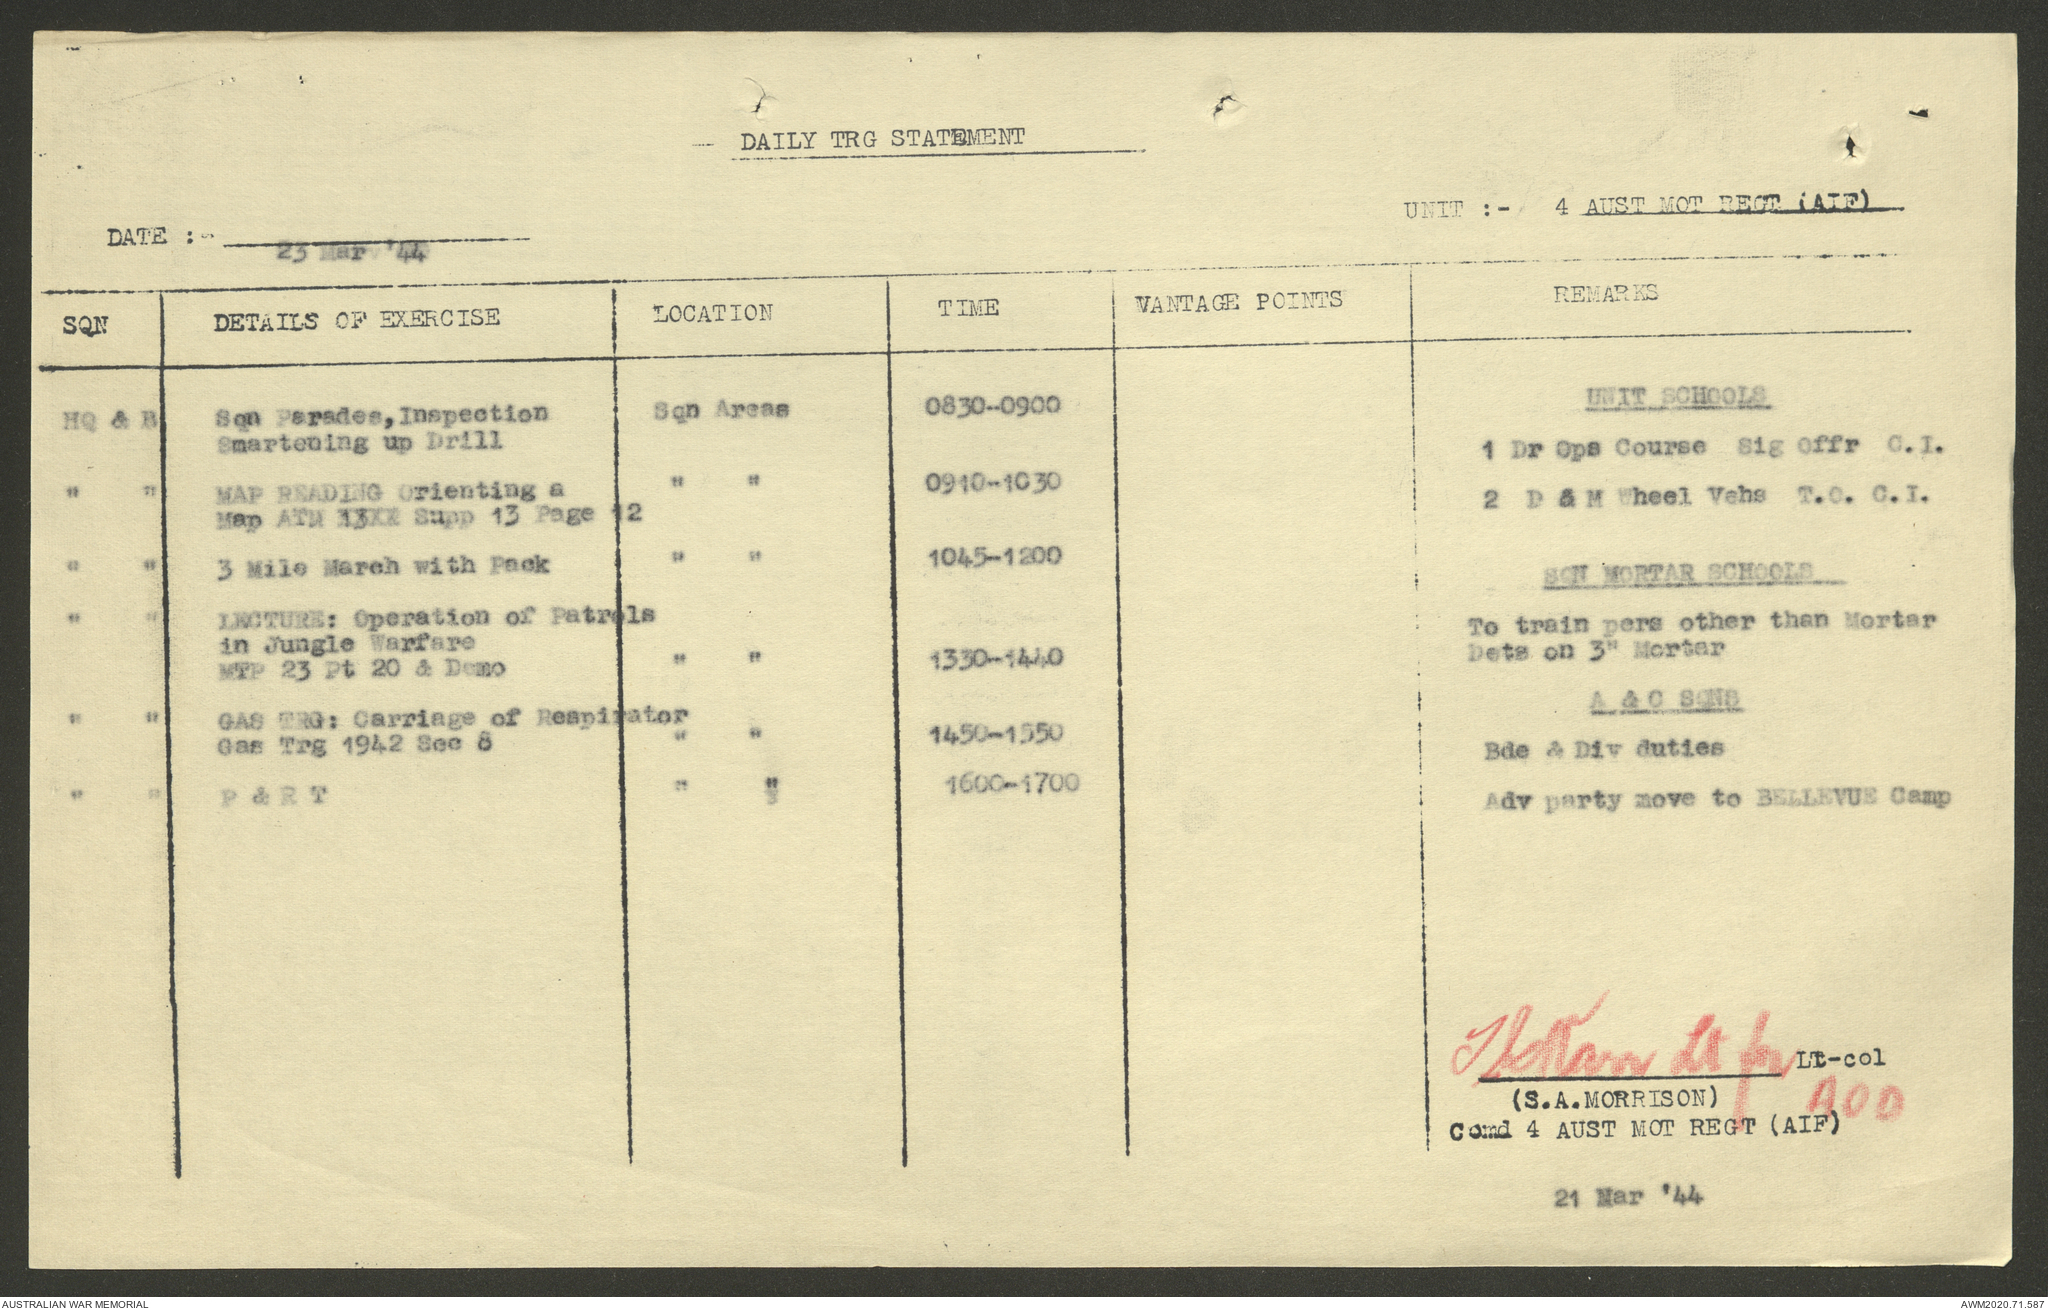 DAILY TRG STATEMENT
UNIT :- 4 AUST MOT REGT (AIF)
DATE :- 23 Mar '44
SQN DETAILS OF EXERCISE LOCATION TIME VANTAGE POINTS REMARKS
HQ & B Sqn Parades, Inspection Sqn Areas 0830-0900
Smartening up Drill
" " MAP READING Orienting a " " 0910-1030
Map ATM Supp 13 Page 12
" " 3 Mile March with Pack " " 1045-1200
" " LECTURE: Operation of Patrols
in Jungle Warfare
MTP 23 Pt 20 & Demo " " 1330-1440
" " GAS TRG: Carriage of Respirator
Gas Trg 1942 Sec 8 " " 1450-1550
" " P & R T " " 1600-1700
UNIT SCHOOLS
1 Dr Ops Course Sig Offr C.I.
2 D & M Wheel Vehs T.O. C.I.
SQN MORTAR SCHOOLS
To train pers other than Mortar
Dets on 3" Mortar
A & C SQNS
Bde & Div duties
Adv party move to BELLEVUE Camp
Lt for Lt-col
(S.A.MORRISON) AOD
Comd 4 AUST MOT REGT (AIF)
21 Mar '44
AUSTRALIAN WAR MEMORIAL
AWM2020.71.587